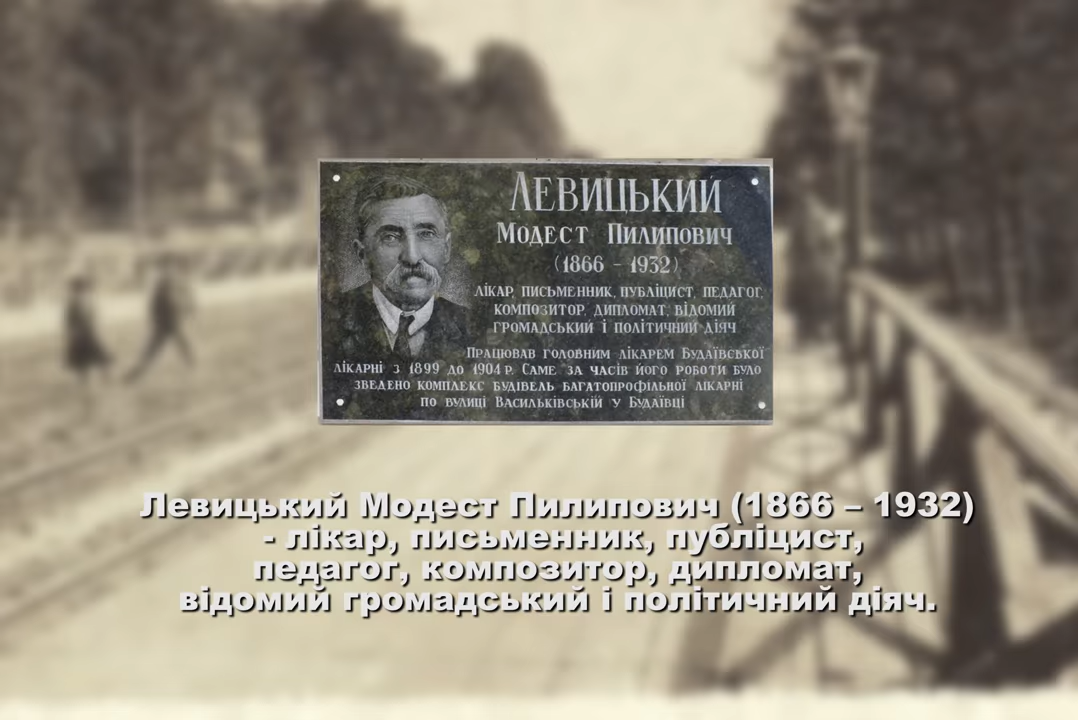 ЛЕВИЦЬКИЙ
МОДЕСТ ПИЛИПОВИЧ
(1866 – 1932)
ЛІКАР, ПИСЬМЕННИК, ПУБЛІЦИСТ, ПЕДАГОГ,
КОМПОЗИТОР, ДИПЛОМАТ, ВІДОМИЙ
ГРОМАДСЬКИЙ І ПОЛІТИЧНИЙ ДІЯЧ
ПРАЦЮВАВ ГОЛОВНИМ ЛІКАРЕМ БУДАЇВСЬКОЇ
ЛІКАРНІ З 1899 ДО 1904 Р. САМЕ ЗА ЧАСІВ ЙОГО РОБОТИ БУЛО
ЗВЕДЕНО КОМПЛЕКС БУДІВЕЛЬ БАГАТОПРОФІЛЬНОЇ ЛІКАРНІ
ПО ВУЛИЦІ ВАСИЛЬКІВСЬКІЙ У БУДАЇВЦІ
Левицький Модест Пилипович (1866 – 1932)
- лікар, письменник, публіцист,
педагог, композитор, дипломат,
відомий громадський і політичний діяч.